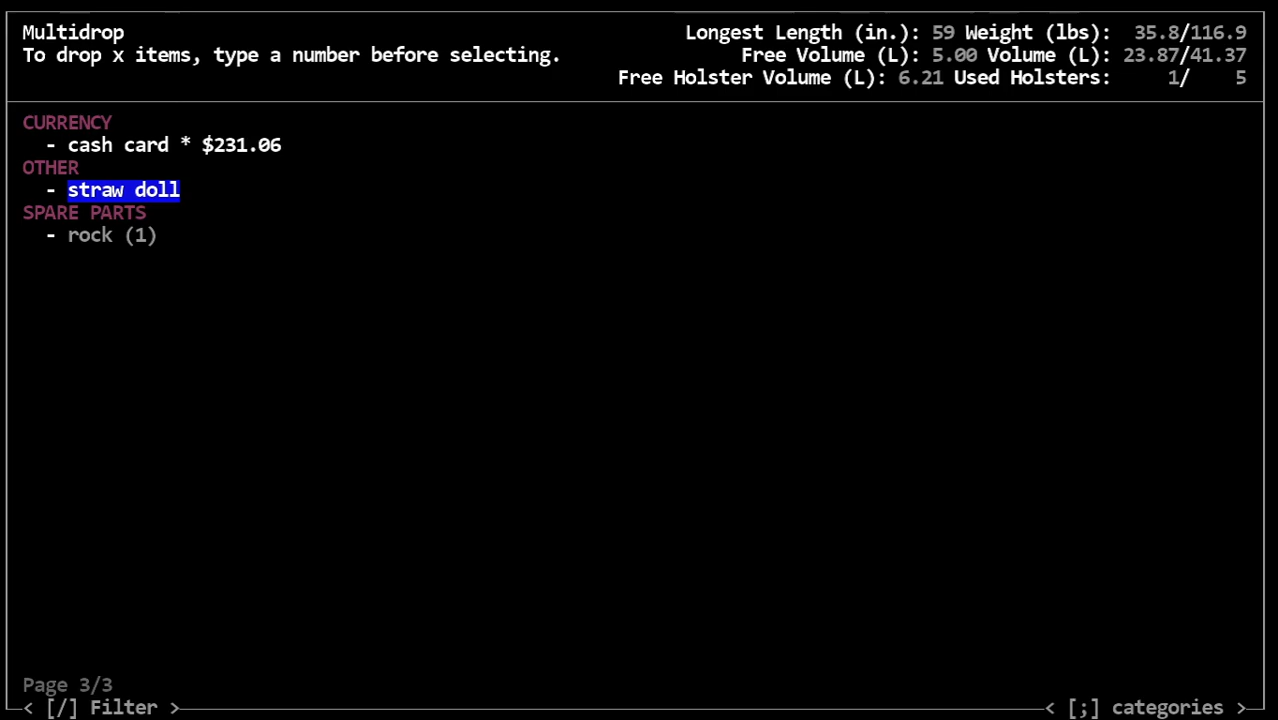 Multidrop
Longest Length (in.): 59 Weight (lbs): 35.8/116.9
To drop x items, type a number before selecting.
Free Volume (L): 5.00 Volume (L): 23.87/41.37
Free Holster Volume (L): 6.21 Used Holsters: 1/ 5
CURRENCY
- cash card * $231.06
OTHER
- straw doll
SPARE PARTS
- rock (1)
Page 3/3
< [/] Filter >
< [;] categories >